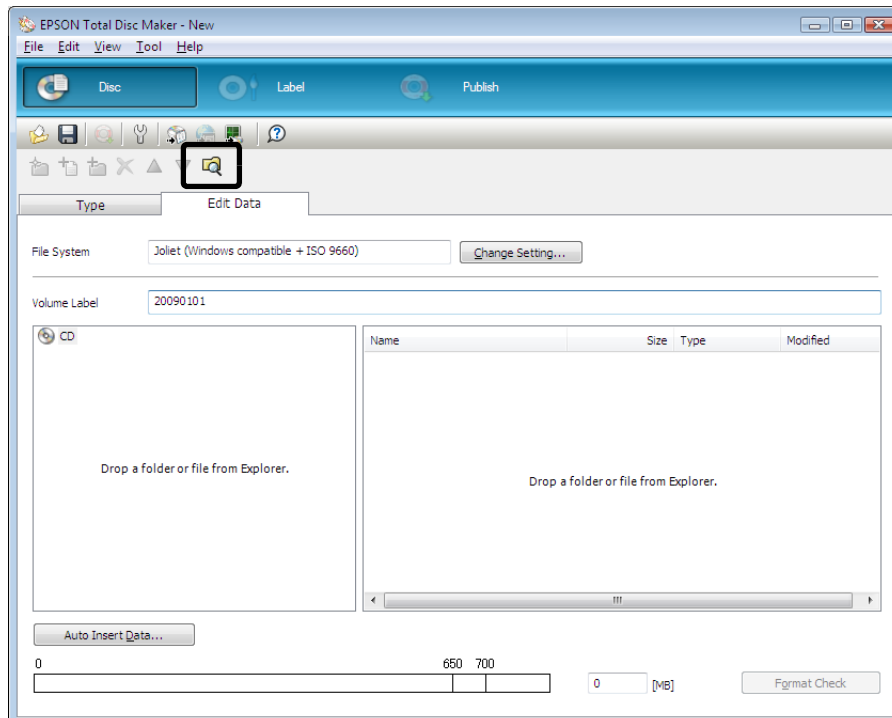 EPSON Total Disc Maker - New
File Edit View Tool Help
Disc Label Publish
Type Edit Data
File System Joliet (Windows compatible + ISO 9660) Change Setting...
Volume Label 20090101
CD
Name Size Type Modified
Drop a folder or file from Explorer.
Drop a folder or file from Explorer.
Auto Insert Data...
0 650 700
0 [MB] Format Check